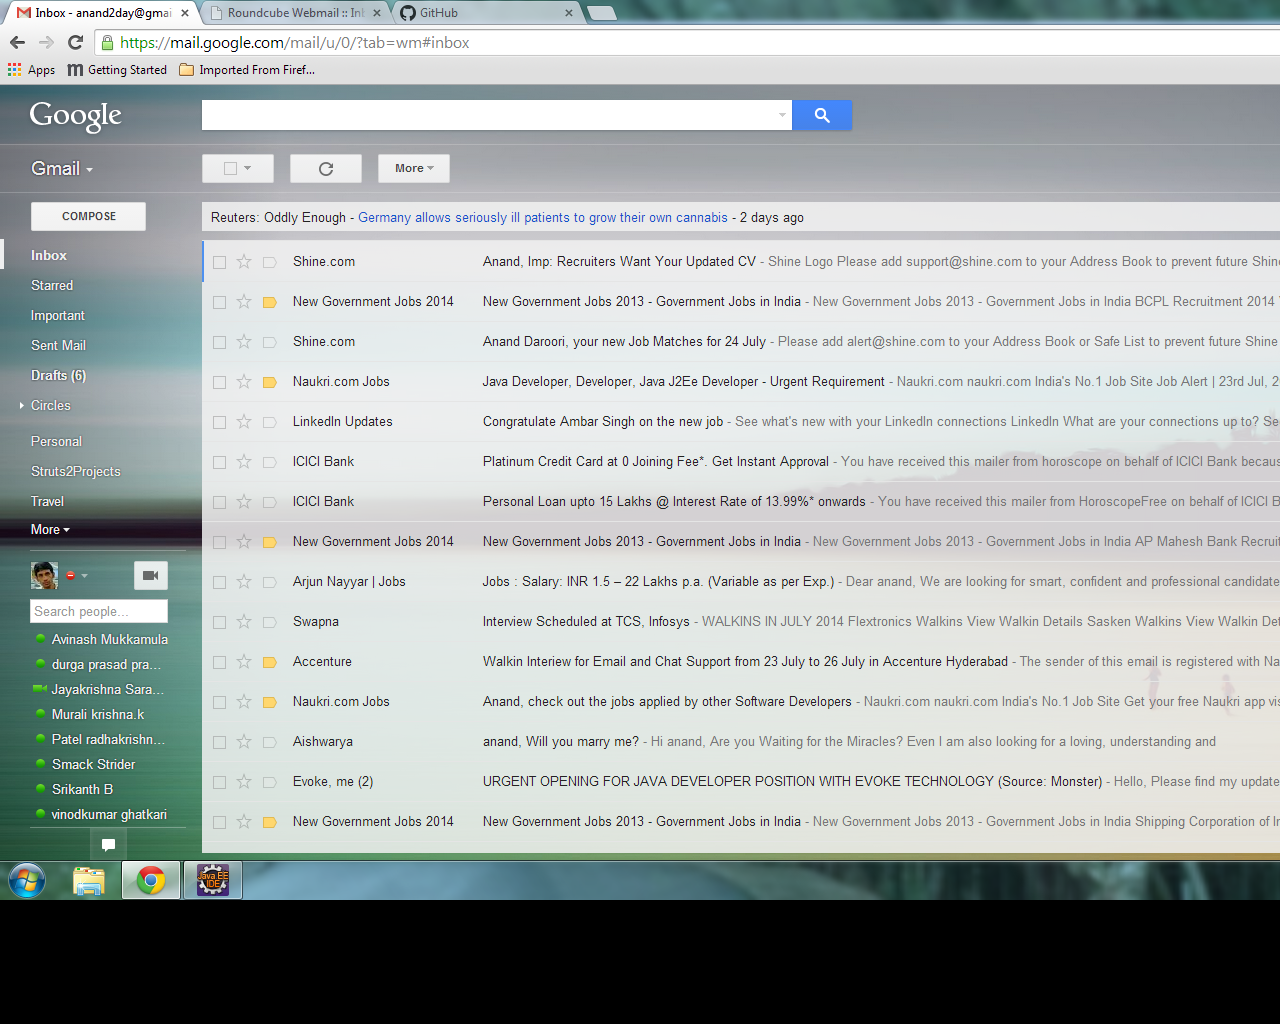 Inbox - anand2day@gmai
Roundcube Webmail :: Inb
GitHub
https://mail.google.com/mail/u/0/?tab=wm#inbox
Apps
Getting Started
Imported From Firef...
Google
Gmail
More
COMPOSE
Reuters: Oddly Enough - Germany allows seriously ill patients to grow their own cannabis - 2 days ago
Inbox
Starred
Important
Sent Mail
Drafts (6)
Circles
Personal
Struts2Projects
Travel
More
Search people...
Avinash Mukkamula
durga prasad pra...
Jayakrishna Sara...
Murali krishna.k
Patel radhakrishn...
Smack Strider
Srikanth B
vinodkumar ghatkari
Shine.com Anand, Imp: Recruiters Want Your Updated CV - Shine Logo Please add support@shine.com to your Address Book to prevent future Shin
New Government Jobs 2014 New Government Jobs 2013 - Government Jobs in India - New Government Jobs 2013 - Government Jobs in India BCPL Recruitment 2014
Shine.com Anand Daroori, your new Job Matches for 24 July - Please add alert@shine.com to your Address Book or Safe List to prevent future Shine
Naukri.com Jobs Java Developer, Developer, Java J2Ee Developer - Urgent Requirement - Naukri.com naukri.com India's No.1 Job Site Job Alert | 23rd Jul, 2
LinkedIn Updates Congratulate Ambar Singh on the new job - See what's new with your LinkedIn connections LinkedIn What are your connections up to? Se
ICICI Bank Platinum Credit Card at 0 Joining Fee*. Get Instant Approval - You have received this mailer from horoscope on behalf of ICICI Bank becau
ICICI Bank Personal Loan upto 15 Lakhs @ Interest Rate of 13.99%* onwards - You have received this mailer from HoroscopeFree on behalf of ICICI B
New Government Jobs 2014 New Government Jobs 2013 - Government Jobs in India - New Government Jobs 2013 - Government Jobs in India AP Mahesh Bank Recruit
Arjun Nayyar | Jobs Jobs : Salary: INR 1.5 – 22 Lakhs p.a. (Variable as per Exp.) - Dear anand, We are looking for smart, confident and professional candidate
Swapna Interview Scheduled at TCS, Infosys - WALKINS IN JULY 2014 Flextronics Walkins View Walkin Details Sasken Walkins View Walkin Det
Accenture Walkin Interiew for Email and Chat Support from 23 July to 26 July in Accenture Hyderabad - The sender of this email is registered with Na
Naukri.com Jobs Anand, check out the jobs applied by other Software Developers - Naukri.com naukri.com India's No.1 Job Site Get your free Naukri app vis
Aishwarya anand, Will you marry me? - Hi anand, Are you Waiting for the Miracles? Even I am also looking for a loving, understanding and
Evoke, me (2) URGENT OPENING FOR JAVA DEVELOPER POSITION WITH EVOKE TECHNOLOGY (Source: Monster) - Hello, Please find my update
New Government Jobs 2014 New Government Jobs 2013 - Government Jobs in India - New Government Jobs 2013 - Government Jobs in India Shipping Corporation of In
Java EE
IDE